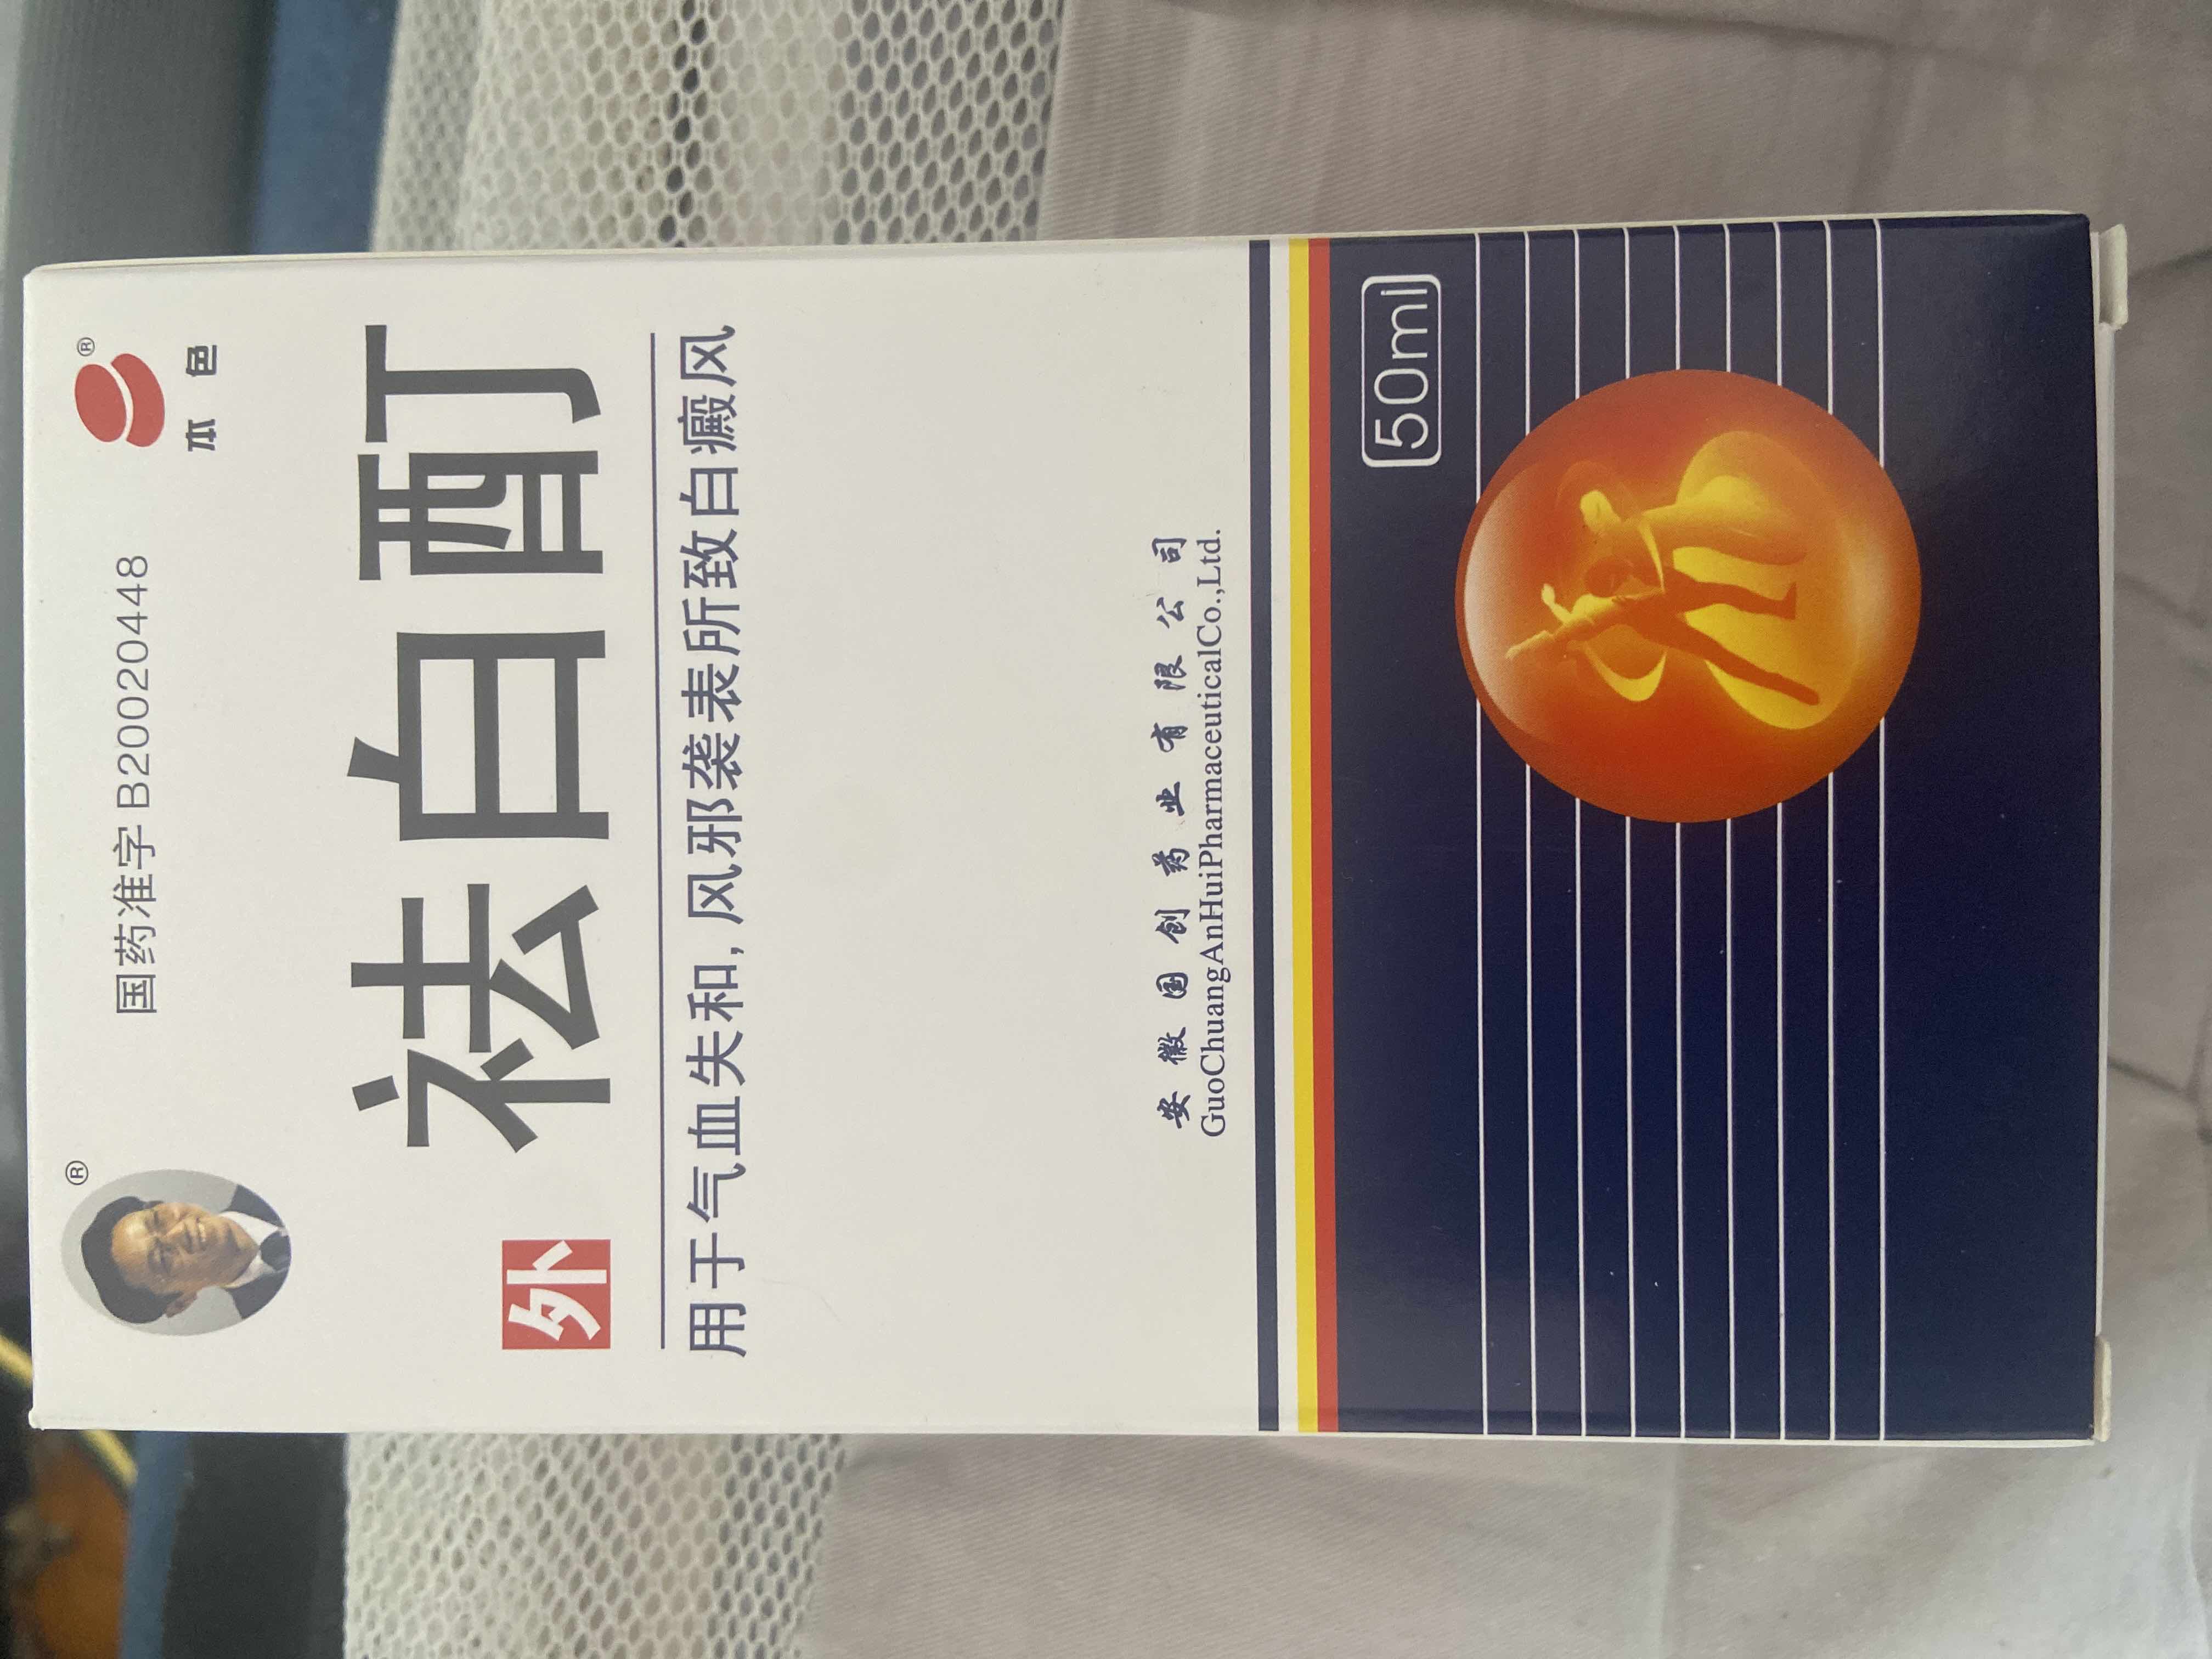 ®
国药准字 B20020448
®
本色
外
祛白酊
用于气血失和,风邪袭表所致白癜风
安徽国创药业有限公司
GuoChuangAnHuiPharmaceuticalCo.,Ltd.
50ml